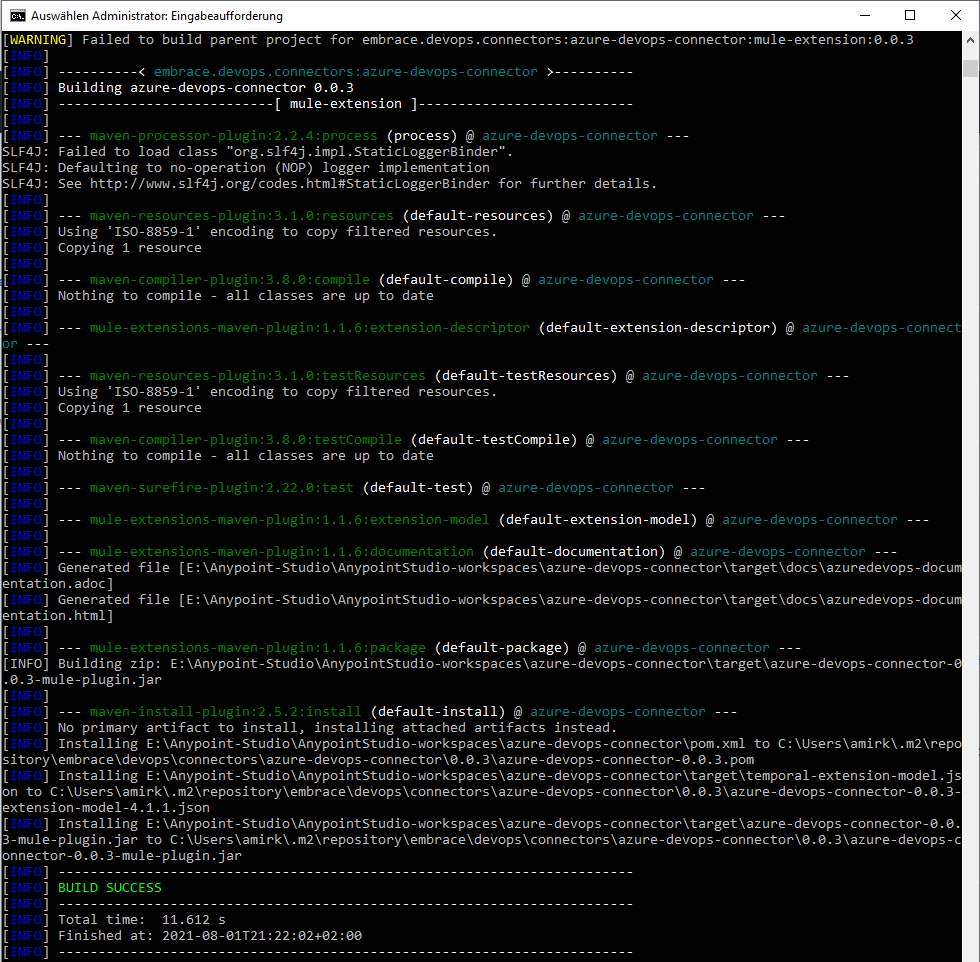 Auswählen Administrator: Eingabeaufforderung
[WARNING] Failed to build parent project for embrace.devops.connectors:azure-devops-connector:mule-extension:0.0.3
[INFO]
[INFO] ----------< embrace.devops.connectors:azure-devops-connector >----------
[INFO] Building azure-devops-connector 0.0.3
[INFO] ---------------------------[ mule-extension ]---------------------------
[INFO]
[INFO] --- maven-processor-plugin:2.2.4:process (process) @ azure-devops-connector ---
SLF4J: Failed to load class "org.slf4j.impl.StaticLoggerBinder".
SLF4J: Defaulting to no-operation (NOP) logger implementation
SLF4J: See http://www.slf4j.org/codes.html#StaticLoggerBinder for further details.
[INFO]
[INFO] --- maven-resources-plugin:3.1.0:resources (default-resources) @ azure-devops-connector ---
[INFO] Using 'ISO-8859-1' encoding to copy filtered resources.
[INFO] Copying 1 resource
[INFO]
[INFO] --- maven-compiler-plugin:3.8.0:compile (default-compile) @ azure-devops-connector ---
[INFO] Nothing to compile - all classes are up to date
[INFO]
[INFO] --- mule-extensions-maven-plugin:1.1.6:extension-descriptor (default-extension-descriptor) @ azure-devops-connect
or ---
[INFO]
[INFO] --- maven-resources-plugin:3.1.0:testResources (default-testResources) @ azure-devops-connector ---
[INFO] Using 'ISO-8859-1' encoding to copy filtered resources.
[INFO] Copying 1 resource
[INFO]
[INFO] --- maven-compiler-plugin:3.8.0:testCompile (default-testCompile) @ azure-devops-connector ---
[INFO] Nothing to compile - all classes are up to date
[INFO]
[INFO] --- maven-surefire-plugin:2.22.0:test (default-test) @ azure-devops-connector ---
[INFO]
[INFO] --- mule-extensions-maven-plugin:1.1.6:extension-model (default-extension-model) @ azure-devops-connector ---
[INFO]
[INFO] --- mule-extensions-maven-plugin:1.1.6:documentation (default-documentation) @ azure-devops-connector ---
[INFO] Generated file [E:\Anypoint-Studio\AnypointStudio-workspaces\azure-devops-connector\target\docs\azuredevops-docum
entation.adoc]
[INFO] Generated file [E:\Anypoint-Studio\AnypointStudio-workspaces\azure-devops-connector\target\docs\azuredevops-docum
entation.html]
[INFO]
[INFO] --- mule-extensions-maven-plugin:1.1.6:package (default-package) @ azure-devops-connector ---
[INFO] Building zip: E:\Anypoint-Studio\AnypointStudio-workspaces\azure-devops-connector\target\azure-devops-connector-0
.0.3-mule-plugin.jar
[INFO]
[INFO] --- maven-install-plugin:2.5.2:install (default-install) @ azure-devops-connector ---
[INFO] No primary artifact to install, installing attached artifacts instead.
[INFO] Installing E:\Anypoint-Studio\AnypointStudio-workspaces\azure-devops-connector\pom.xml to C:\Users\amirk\.m2\repo
sitory\embrace\devops\connectors\azure-devops-connector\0.0.3\azure-devops-connector-0.0.3.pom
[INFO] Installing E:\Anypoint-Studio\AnypointStudio-workspaces\azure-devops-connector\target\temporal-extension-model.js
on to C:\Users\amirk\.m2\repository\embrace\devops\connectors\azure-devops-connector\0.0.3\azure-devops-connector-0.0.3-
extension-model-4.1.1.json
[INFO] Installing E:\Anypoint-Studio\AnypointStudio-workspaces\azure-devops-connector\target\azure-devops-connector-0.0.
3-mule-plugin.jar to C:\Users\amirk\.m2\repository\embrace\devops\connectors\azure-devops-connector\0.0.3\azure-devops-c
onnector-0.0.3-mule-plugin.jar
[INFO] ------------------------------------------------------------------------
[INFO] BUILD SUCCESS
[INFO] ------------------------------------------------------------------------
[INFO] Total time:  11.612 s
[INFO] Finished at: 2021-08-01T21:22:02+02:00
[INFO] ------------------------------------------------------------------------